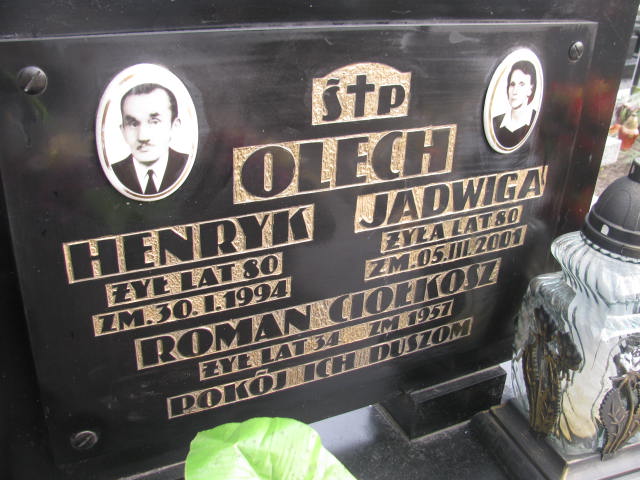 ŚtP
OLECH
HENRYK
ŻYŁ LAT 80
ZM. 30.I.1994
JADWIGA
ŻYŁA LAT 80
ZM. 05.III.2001
ROMAN CIOŁKOSZ
ŻYŁ LAT 34 ZM 1957
POKÓJ ICH DUSZOM